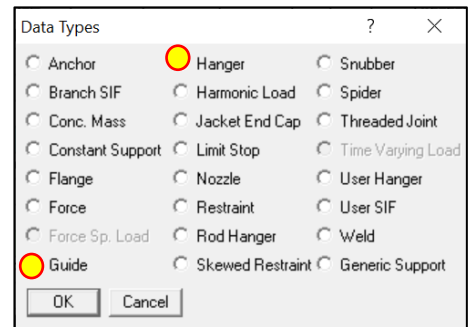 Data Types ? ×
Anchor Hanger Snubber
Branch SIF Harmonic Load Spider
Conc. Mass Jacket End Cap Threaded Joint
Constant Support Limit Stop Time Varying Load
Flange Nozzle User Hanger
Force Restraint User SIF
Force Sp. Load Rod Hanger Weld
Guide Skewed Restraint Generic Support
OK Cancel